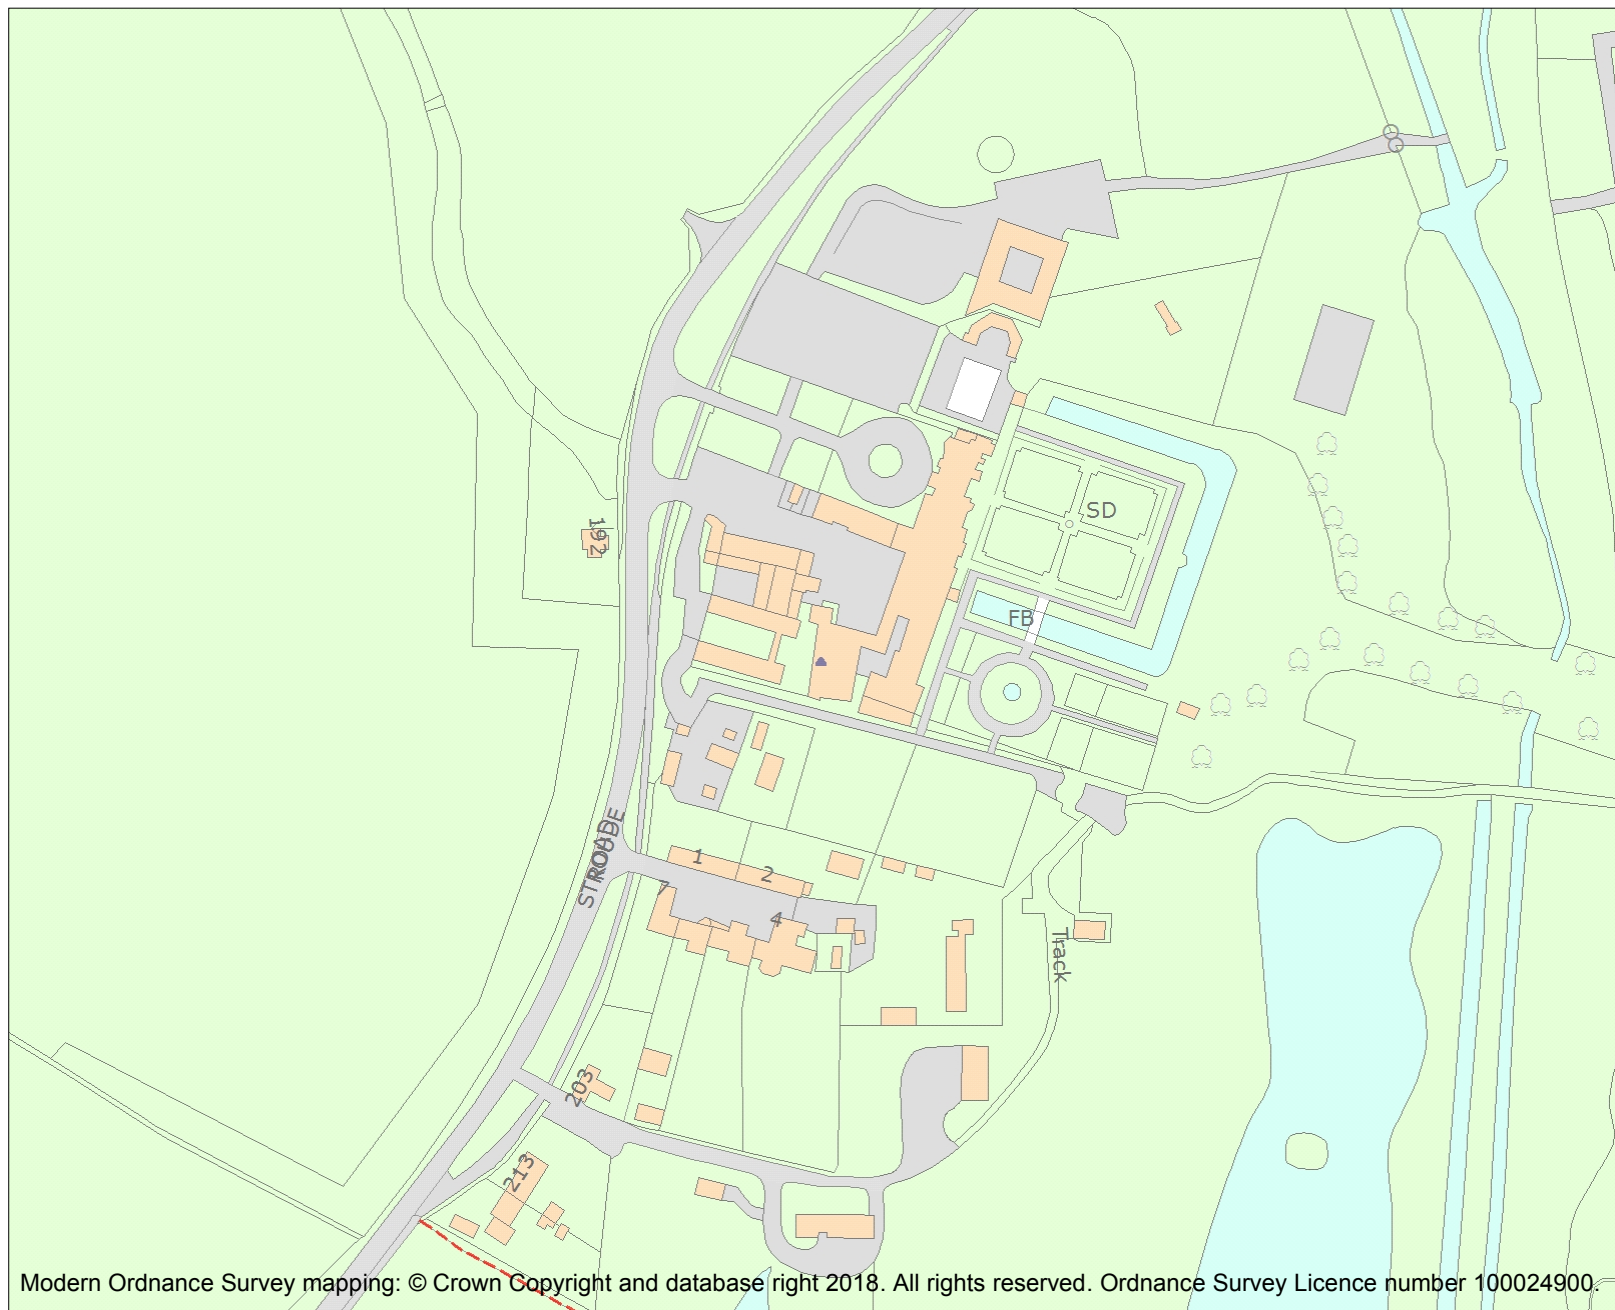 SD
192
FB
STROUDE
ROAD
1
2
7
4
Track
203
213
Modern Ordnance Survey mapping: © Crown Copyright and database right 2018. All rights reserved. Ordnance Survey Licence number 100024900.